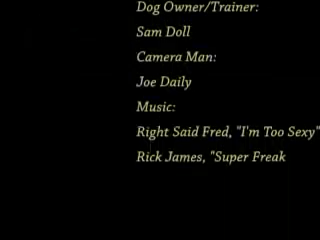 Dog Owner/Trainer:
Sam Doll
Camera Man:
Joe Daily
Music:
Right Said Fred, "I'm Too Sexy"
Rick James, "Super Freak